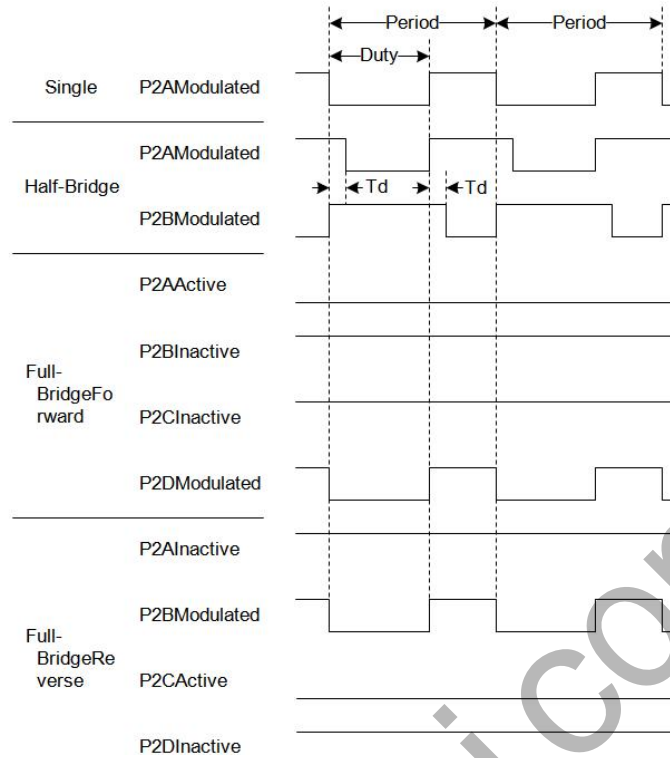 Period Period
Duty
Single P2AModulated
P2AModulated
Half-Bridge Td Td
P2BModulated
P2AActive
P2BInactive
Full-
BridgeFo
rward
P2CInactive
P2DModulated
P2AInactive
P2BModulated
Full-
BridgeRe
verse
P2CActive
P2DInactive